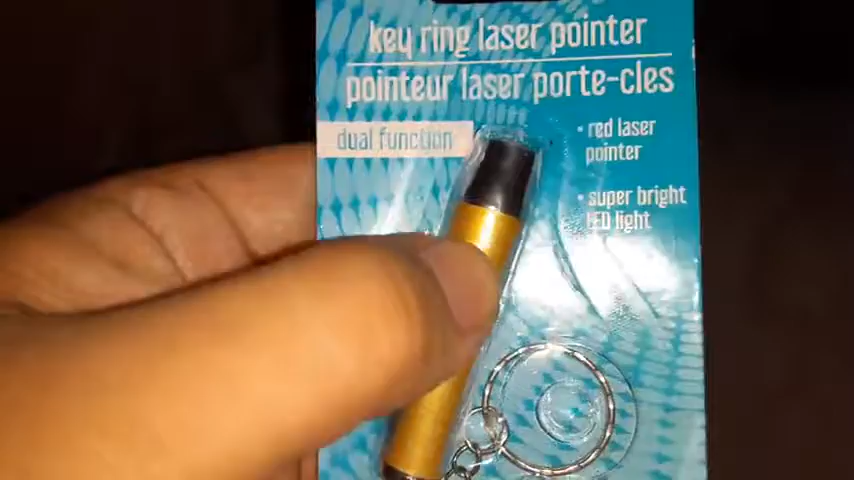 key ring laser pointer
pointeur laser porte-cles
dual function
• red laser
pointer
• super bright
LED light